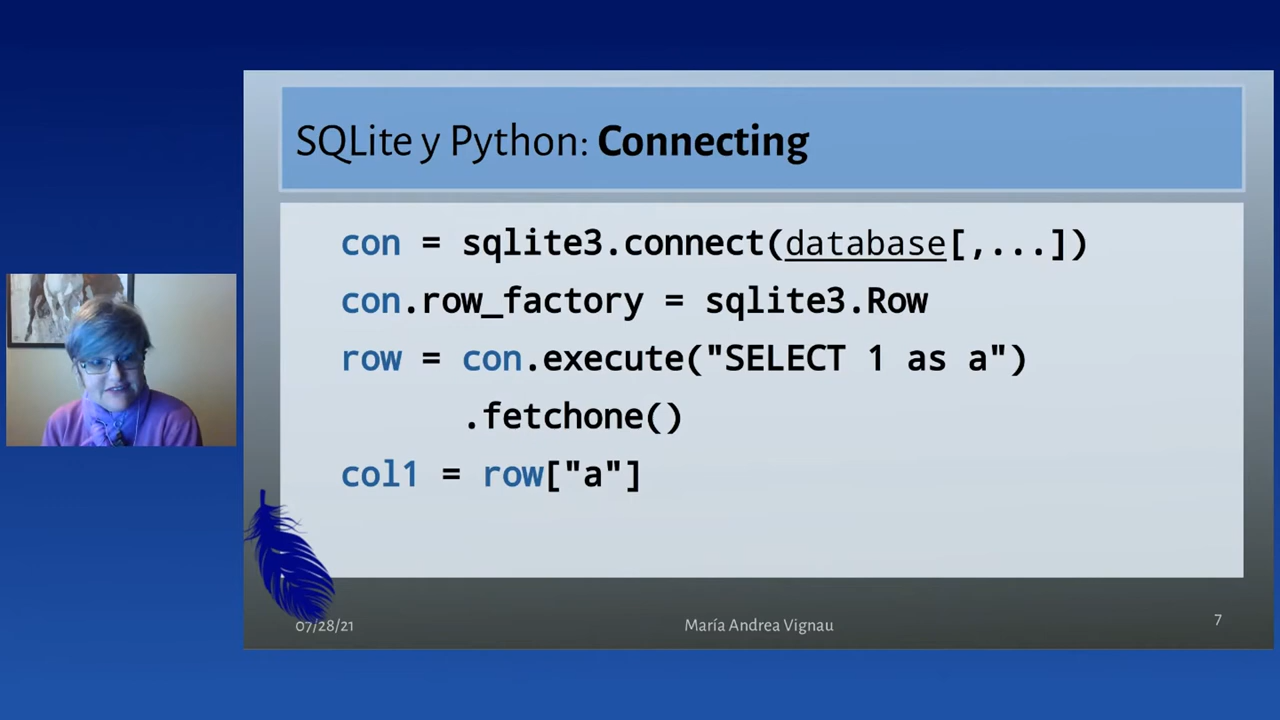 SQLite y Python: Connecting
con = sqlite3.connect(database[,...])
con.row_factory = sqlite3.Row
row = con.execute("SELECT 1 as a")
.fetchone()
col1 = row["a"]
07/28/21
María Andrea Vignau
7